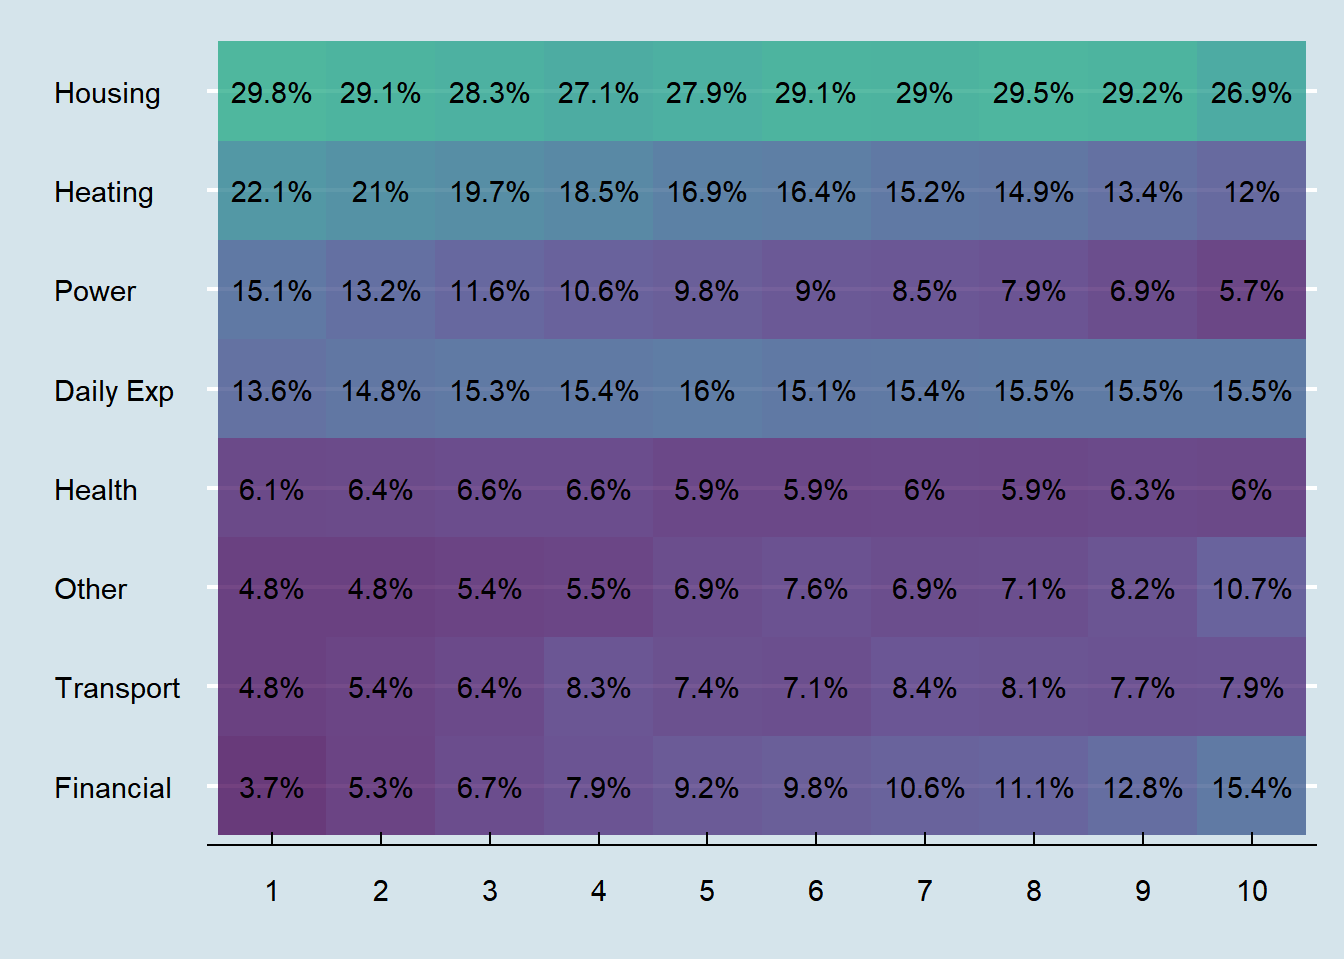 Housing 29.8% 29.1% 28.3% 27.1% 27.9% 29.1% 29% 29.5% 29.2% 26.9%
Heating 22.1% 21% 19.7% 18.5% 16.9% 16.4% 15.2% 14.9% 13.4% 12%
Power 15.1% 13.2% 11.6% 10.6% 9.8% 9% 8.5% 7.9% 6.9% 5.7%
Daily Exp 13.6% 14.8% 15.3% 15.4% 16% 15.1% 15.4% 15.5% 15.5% 15.5%
Health 6.1% 6.4% 6.6% 6.6% 5.9% 5.9% 6% 5.9% 6.3% 6%
Other 4.8% 4.8% 5.4% 5.5% 6.9% 7.6% 6.9% 7.1% 8.2% 10.7%
Transport 4.8% 5.4% 6.4% 8.3% 7.4% 7.1% 8.4% 8.1% 7.7% 7.9%
Financial 3.7% 5.3% 6.7% 7.9% 9.2% 9.8% 10.6% 11.1% 12.8% 15.4%
1 2 3 4 5 6 7 8 9 10